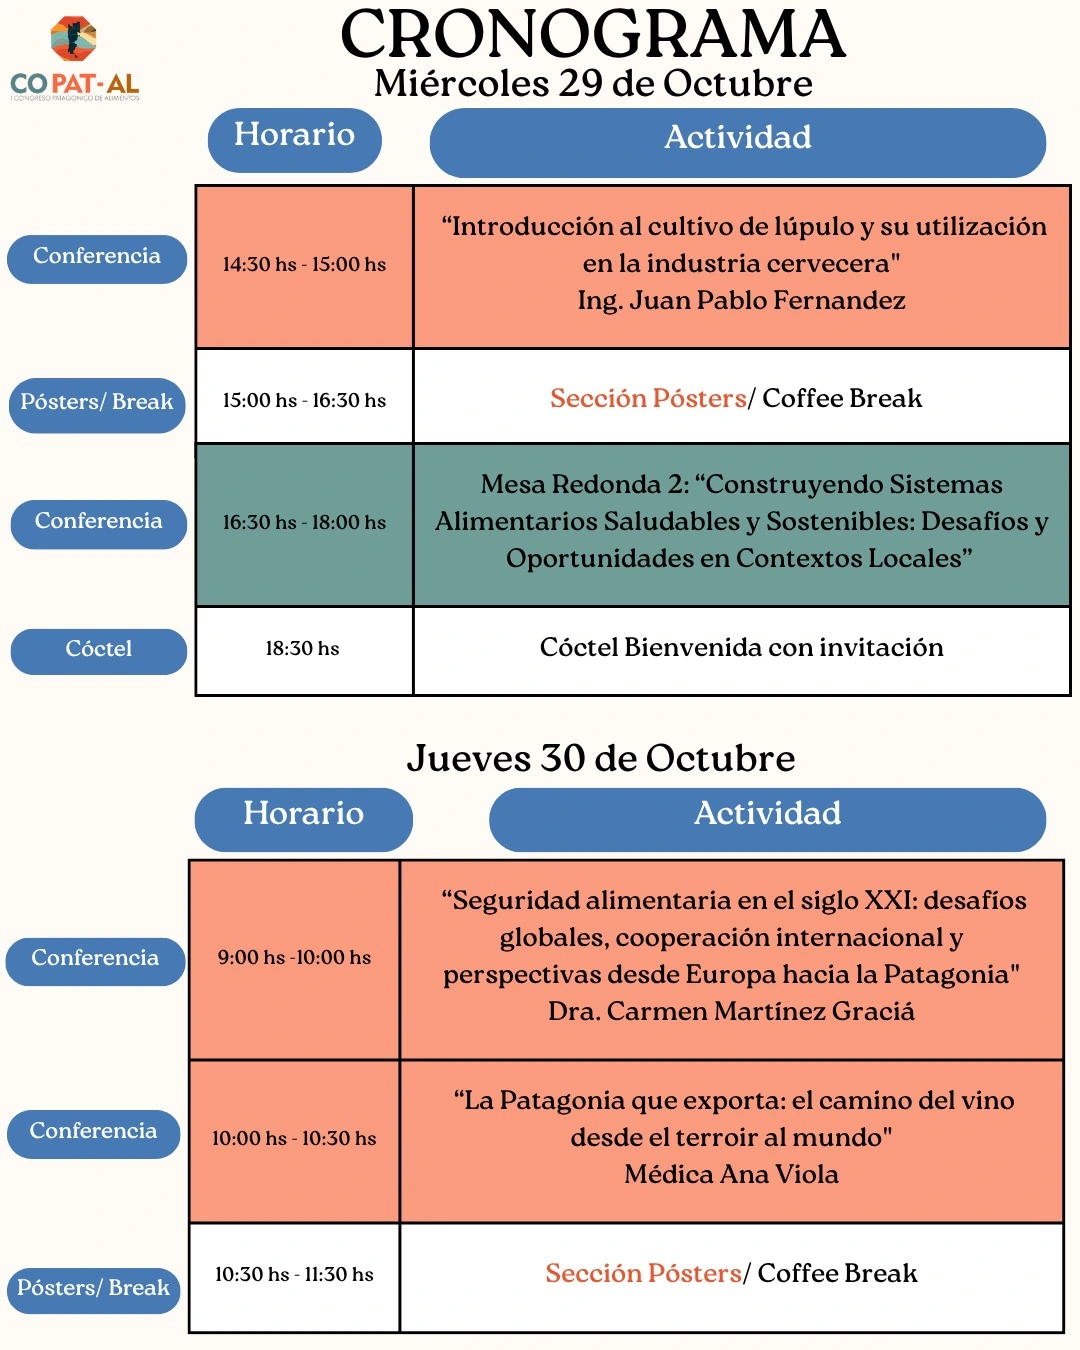 CO PAT-AL
I CONGRESO PATAGÓNICO DE ALIMENTOS
CRONOGRAMA
Miércoles 29 de Octubre
Horario
Actividad
Conferencia
14:30 hs - 15:00 hs
“Introducción al cultivo de lúpulo y su utilización
en la industria cervecera"
Ing. Juan Pablo Fernandez
Pósters/ Break
15:00 hs - 16:30 hs
Sección Pósters/ Coffee Break
Conferencia
16:30 hs - 18:00 hs
Mesa Redonda 2: “Construyendo Sistemas
Alimentarios Saludables y Sostenibles: Desafíos y
Oportunidades en Contextos Locales”
Cóctel
18:30 hs
Cóctel Bienvenida con invitación
Jueves 30 de Octubre
Horario
Actividad
Conferencia
9:00 hs -10:00 hs
“Seguridad alimentaria en el siglo XXI: desafíos
globales, cooperación internacional y
perspectivas desde Europa hacia la Patagonia"
Dra. Carmen Martínez Graciá
Conferencia
10:00 hs - 10:30 hs
“La Patagonia que exporta: el camino del vino
desde el terroir al mundo"
Médica Ana Viola
Pósters/ Break
10:30 hs - 11:30 hs
Sección Pósters/ Coffee Break